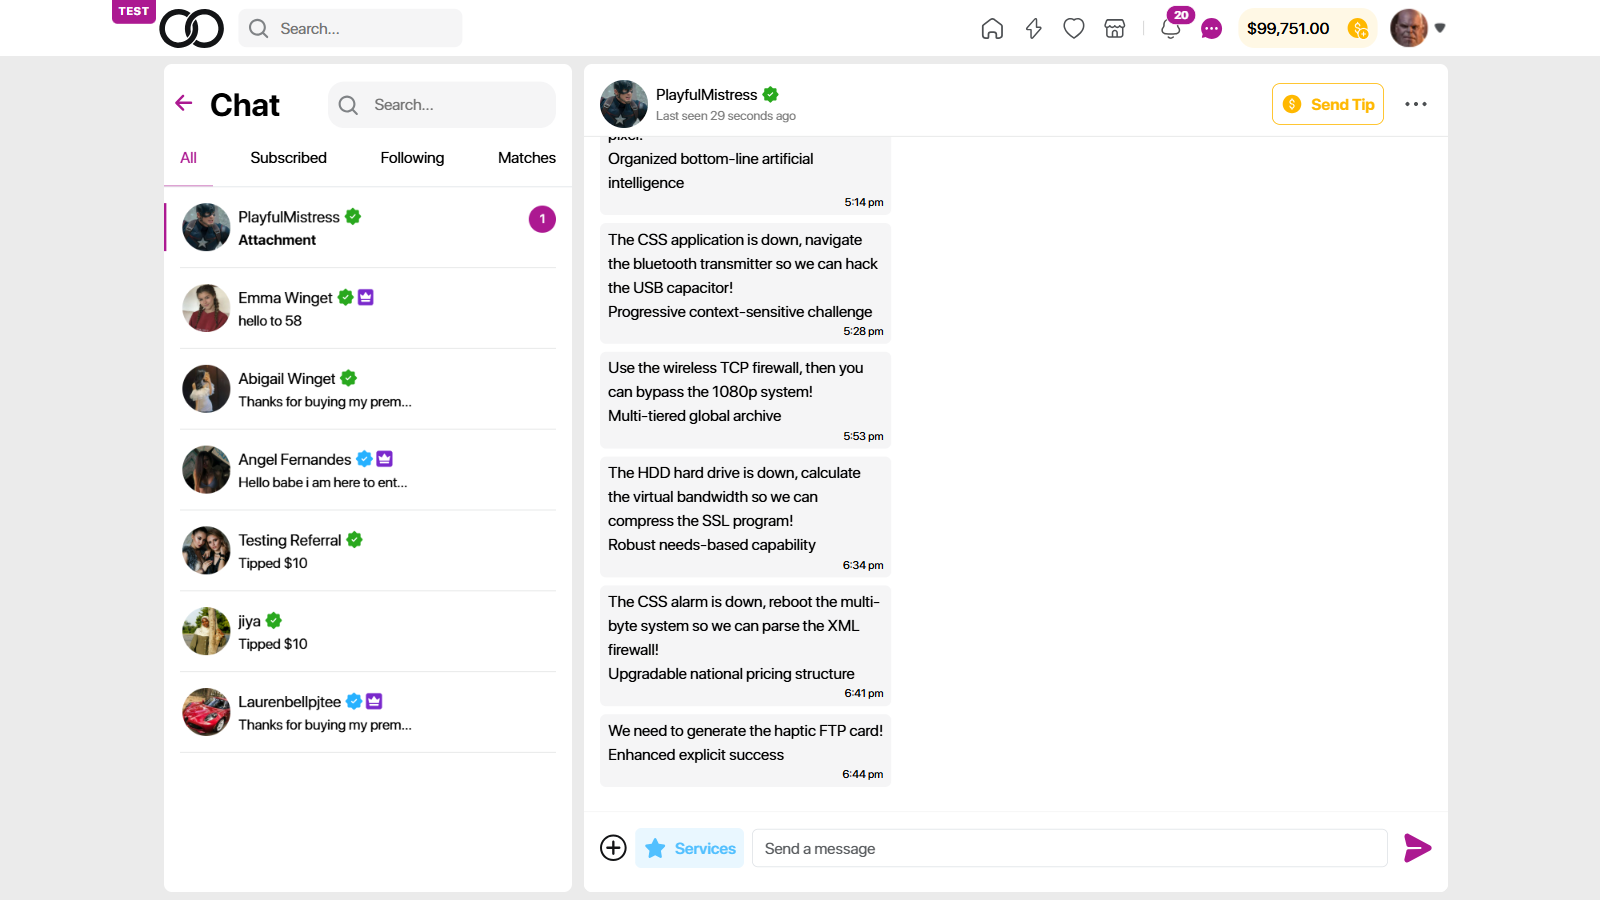 TEST
Search...
20
$99,751.00
Chat
Search...
All
Subscribed
Following
Matches
PlayfulMistress
Attachment
1
Emma Winget
hello to 58
Abigail Winget
Thanks for buying my prem...
Angel Fernandes
Hello babe i am here to ent...
Testing Referral
Tipped $10
jiya
Tipped $10
Laurenbellpjtee
Thanks for buying my prem...
PlayfulMistress
Last seen 29 seconds ago
Send Tip
pixel!
Organized bottom-line artificial
intelligence
5:14 pm
The CSS application is down, navigate
the bluetooth transmitter so we can hack
the USB capacitor!
Progressive context-sensitive challenge
5:28 pm
Use the wireless TCP firewall, then you
can bypass the 1080p system!
Multi-tiered global archive
5:53 pm
The HDD hard drive is down, calculate
the virtual bandwidth so we can
compress the SSL program!
Robust needs-based capability
6:34 pm
The CSS alarm is down, reboot the multi-
byte system so we can parse the XML
firewall!
Upgradable national pricing structure
6:41 pm
We need to generate the haptic FTP card!
Enhanced explicit success
6:44 pm
Services
Send a message